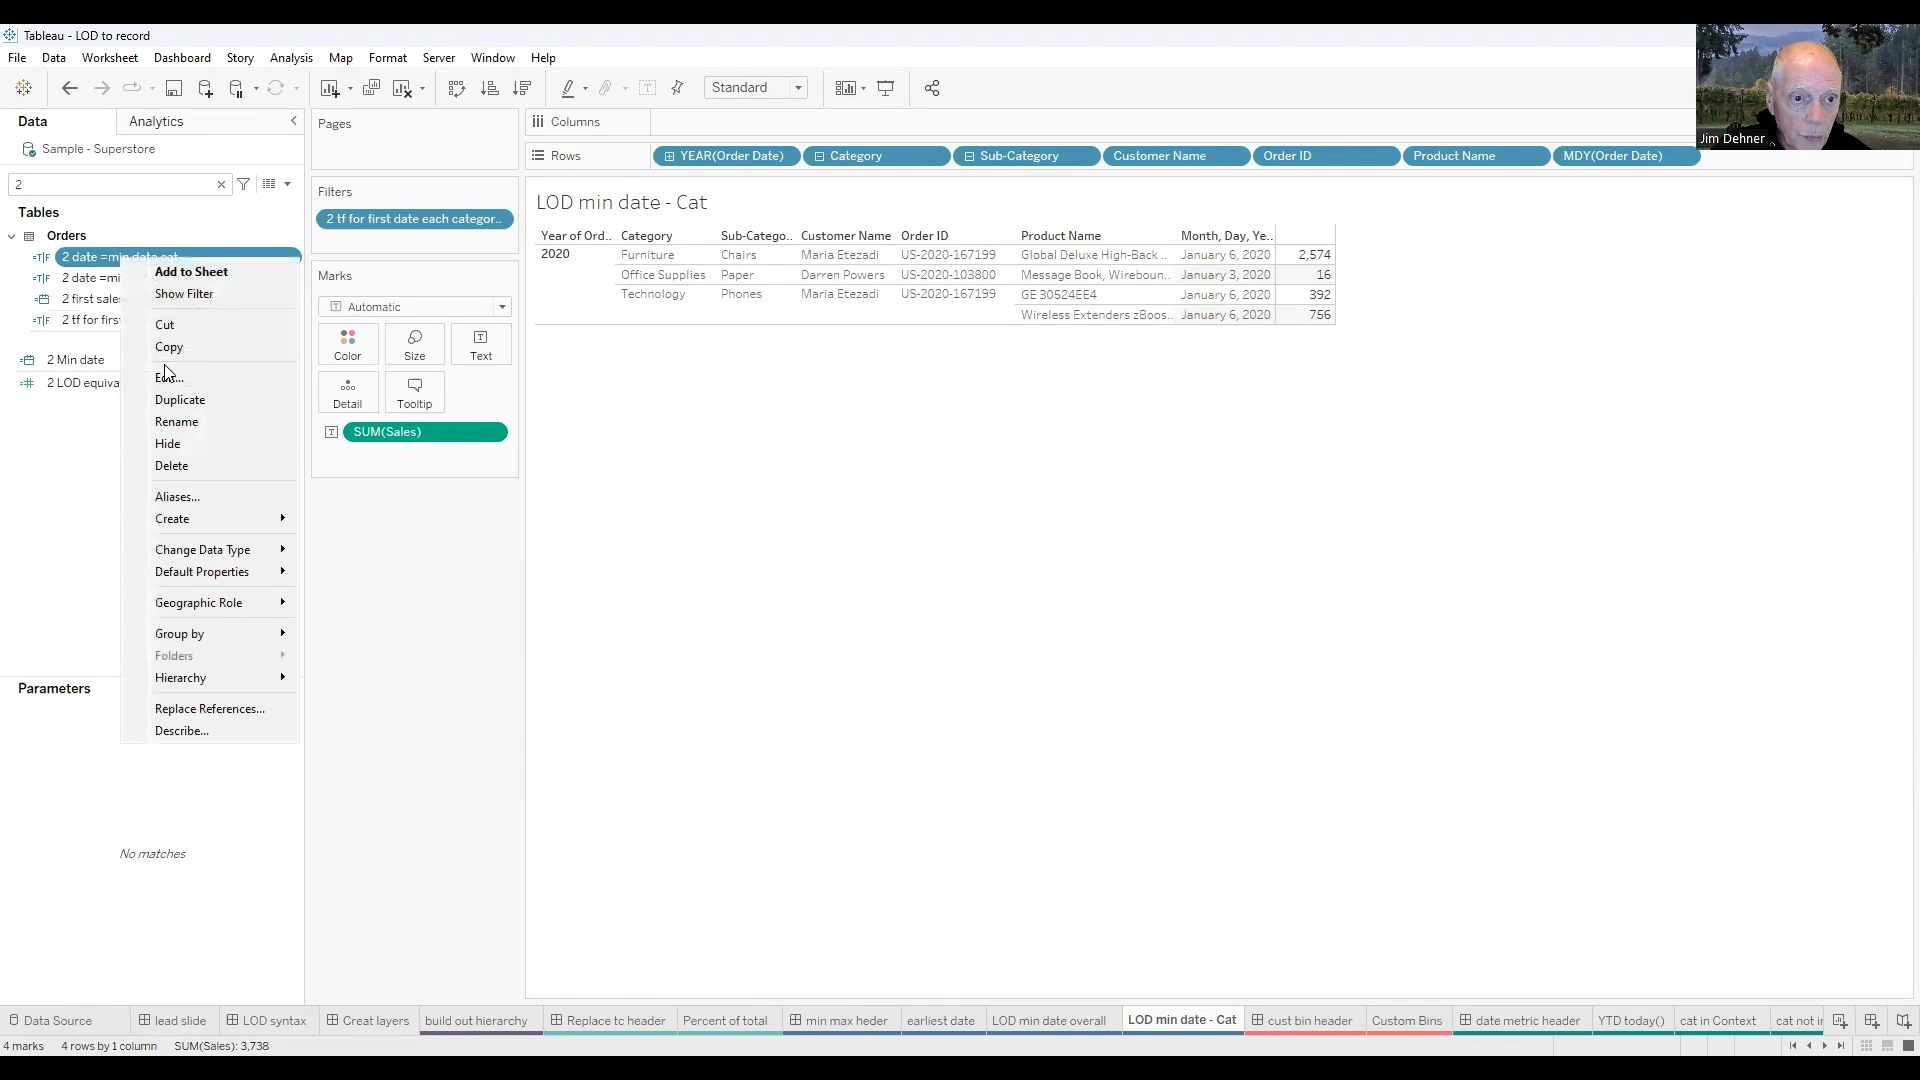 Tableau - LOD to record
File Data Worksheet Dashboard Story Analysis Map Format Server Window Help
Standard
Jim Dehner
Data Analytics
Sample - Superstore
2
Tables
Orders
2 date =min date cat
2 date =mi
2 first sales
2 tf for first
2 Min date
2 LOD equiva
Add to Sheet
Show Filter
Cut
Copy
Duplicate
Rename
Hide
Delete
Aliases...
Create
Change Data Type
Default Properties
Geographic Role
Group by
Folders
Hierarchy
Replace References...
Describe...
Parameters
No matches
Pages
Filters
2 tf for first date each categor..
Marks
Automatic
Color Size Text
Detail Tooltip
SUM(Sales)
Columns
Rows YEAR(Order Date) Category Sub-Category Customer Name Order ID Product Name MDY(Order Date)
LOD min date - Cat
Year of Ord.. Category Sub-Catego.. Customer Name Order ID Product Name Month, Day, Ye..
2020 Furniture Chairs Maria Etezadi US-2020-167199 Global Deluxe High-Back .. January 6, 2020 2,574
Office Supplies Paper Darren Powers US-2020-103800 Message Book, Wireboun.. January 3, 2020 16
Technology Phones Maria Etezadi US-2020-167199 GE 30524EE4 January 6, 2020 392
Wireless Extenders zBoos.. January 6, 2020 756
Data Source lead slide LOD syntax Creat layers build out hierarchy Replace tc header Percent of total min max heder earliest date LOD min date overall LOD min date - Cat cust bin header Custom Bins date metric header YTD today() cat in Context cat not i
4 marks 4 rows by 1 column SUM(Sales): 3,738